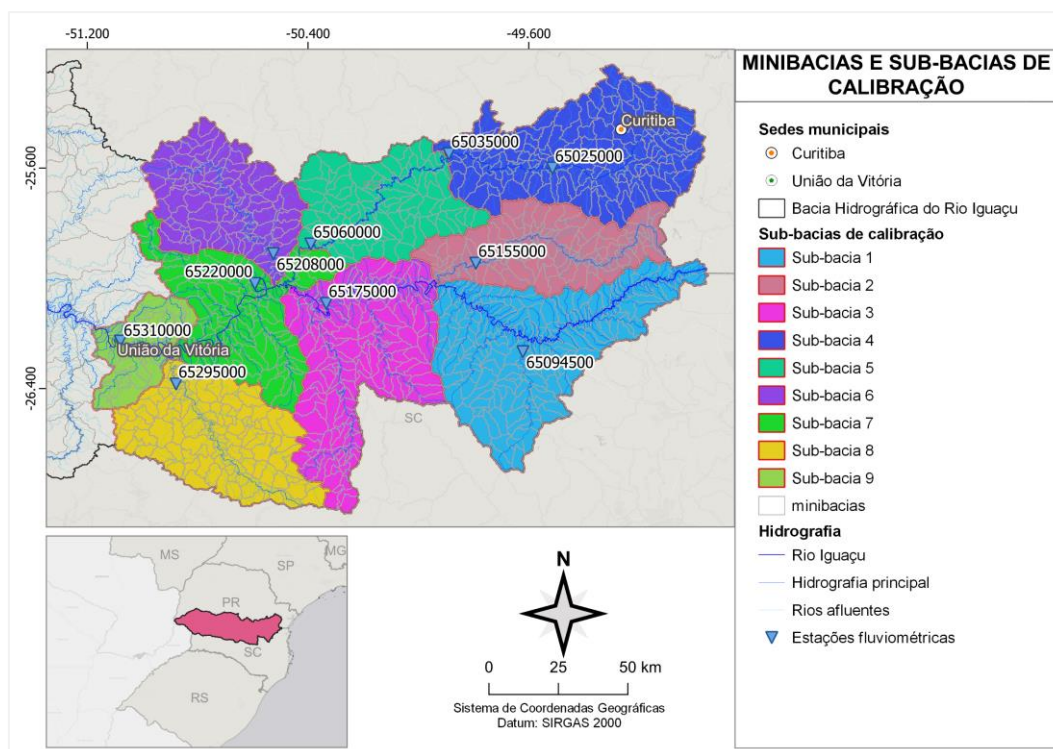 -51.200
-50.400
-49.600
-25.600
-26.400
Curitiba
65035000
65025000
65060000
65155000
65208000
65220000
65175000
65310000
União da Vitória
65094500
65295000
SC
MINIBACIAS E SUB-BACIAS DE
CALIBRAÇÃO
Sedes municipais
Curitiba
União da Vitória
Bacia Hidrográfica do Rio Iguaçu
Sub-bacias de calibração
Sub-bacia 1
Sub-bacia 2
Sub-bacia 3
Sub-bacia 4
Sub-bacia 5
Sub-bacia 6
Sub-bacia 7
Sub-bacia 8
Sub-bacia 9
minibacias
Hidrografia
Rio Iguaçu
Hidrografia principal
Rios afluentes
Estações fluviométricas
MS
SP
MG
PR
SC
RS
N
0 25 50 km
Sistema de Coordenadas Geográficas
Datum: SIRGAS 2000